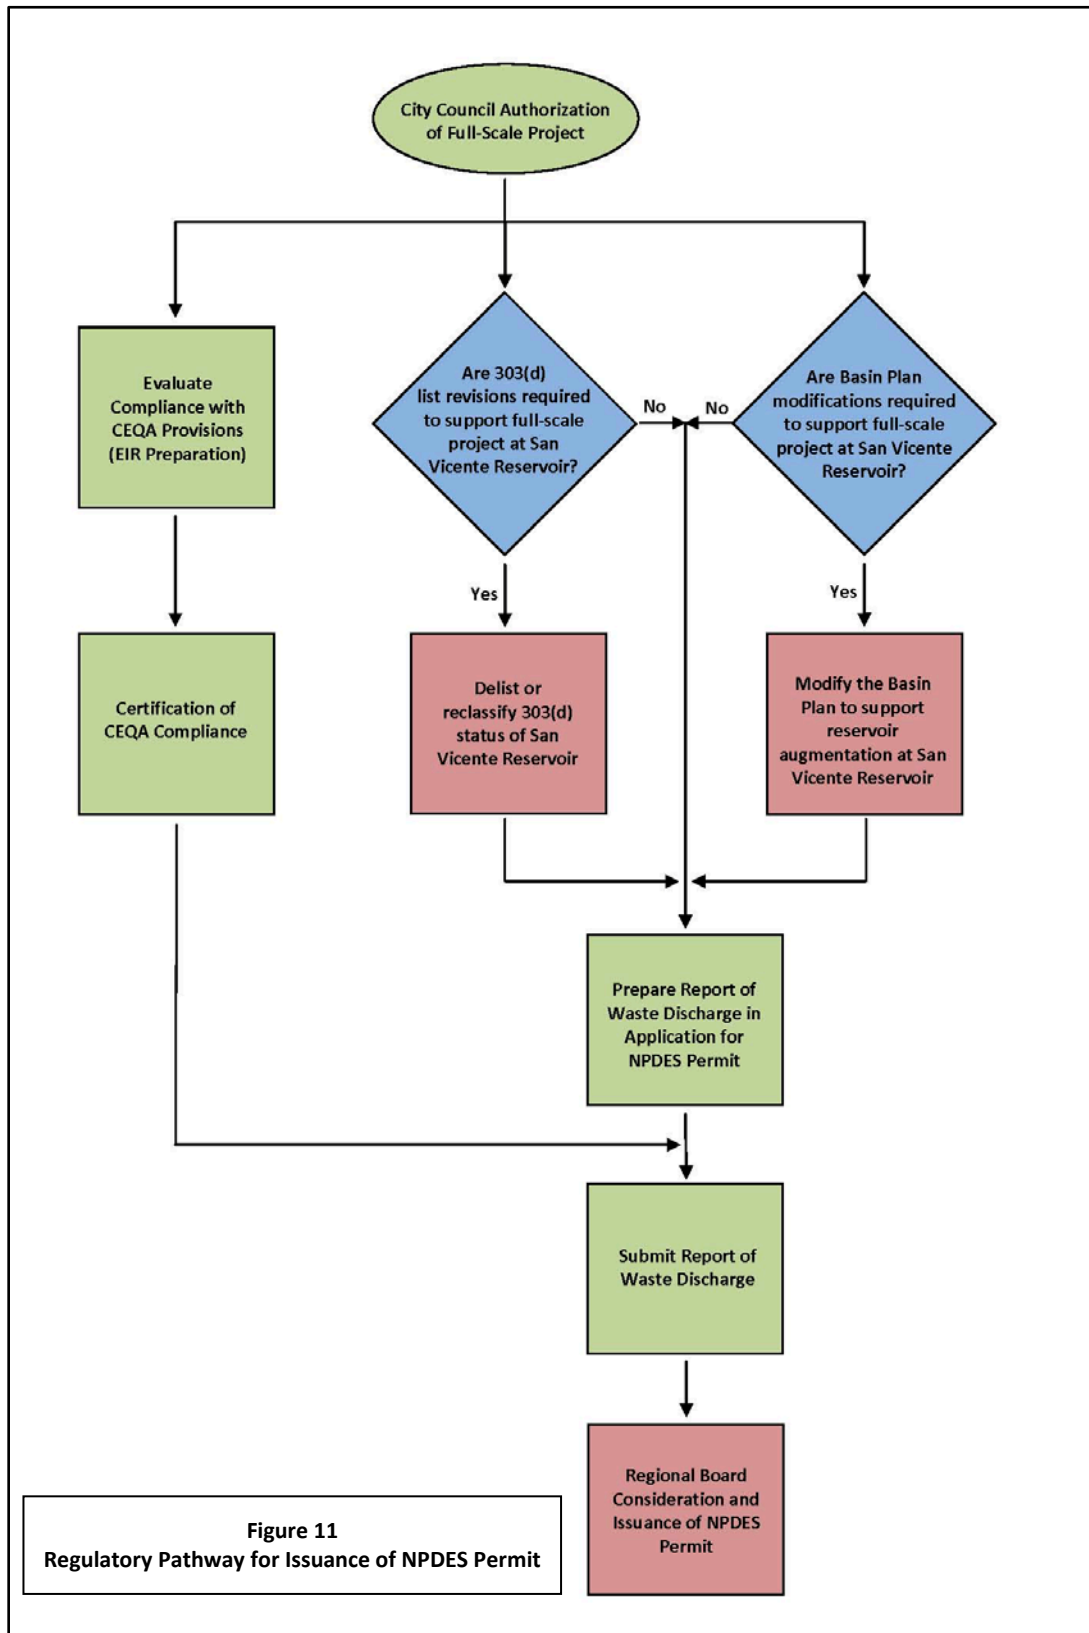 City Council Authorization
of Full-Scale Project
Evaluate
Compliance with
CEQA Provisions
(EIR Preparation)
Are 303(d)
list revisions required
to support full-scale
project at San
Vicente Reservoir?
No
No
Are Basin Plan
modifications required
to support full-scale
project at San Vicente
Reservoir?
Yes
Yes
Certification of
CEQA Compliance
Delist or
reclassify 303(d)
status of San
Vicente Reservoir
Modify the Basin
Plan to support
reservoir
augmentation at San
Vicente Reservoir
Prepare Report of
Waste Discharge in
Application for
NPDES Permit
Submit Report of
Waste Discharge
Regional Board
Consideration and
Issuance of NPDES
Permit
Figure 11
Regulatory Pathway for Issuance of NPDES Permit